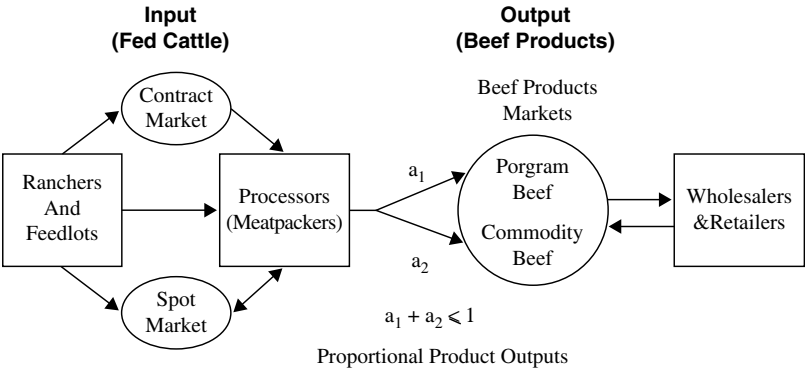 Input
(Fed Cattle)
Output
(Beef Products)
Contract
Market
Beef Products
Markets
Ranchers
And
Feedlots
Processors
(Meatpackers)
a1
a2
Porgram
Beef
Commodity
Beef
Wholesalers
&Retailers
Spot
Market
a1 + a2 ⩽ 1
Proportional Product Outputs